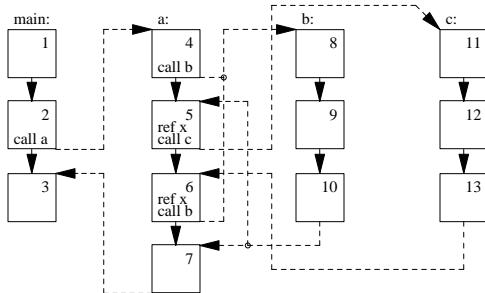 main:
1
2
call a
3
a:
4
call b
5
ref x
call c
6
ref x
call b
7
b:
8
9
10
c:
11
12
13